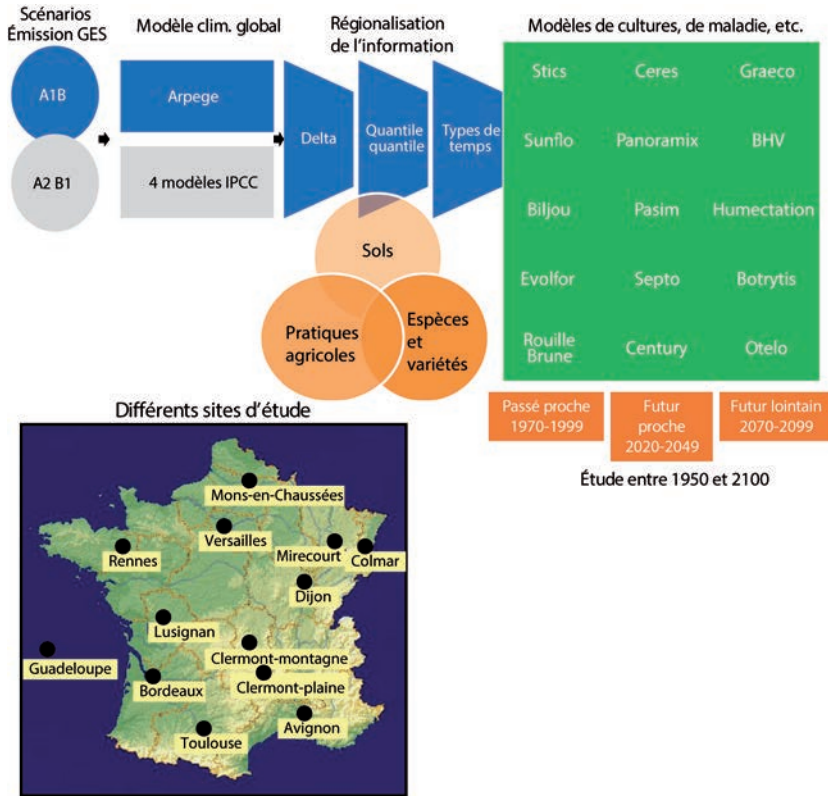 Scénarios
Émission GES
Modèle clim. global
Régionalisation
de l'information
Modèles de cultures, de maladie, etc.
A1B
A2 B1
Arpege
4 modèles IPCC
Delta
Quantile
quantile
Types de
temps
Stics
Ceres
Graeco
Sunflo
Panoramix
BHV
Biljou
Pasim
Humectation
Evolfor
Septo
Botrytis
Rouille
Brune
Century
Otelo
Sols
Pratiques
agricoles
Espèces
et
variétés
Passé proche
1970-1999
Futur
proche
2020-2049
Futur lointain
2070-2099
Étude entre 1950 et 2100
Différents sites d'étude
Mons-en-Chaussées
Versailles
Rennes
Mirecourt
Colmar
Dijon
Lusignan
Clermont-montagne
Guadeloupe
Bordeaux
Clermont-plaine
Avignon
Toulouse